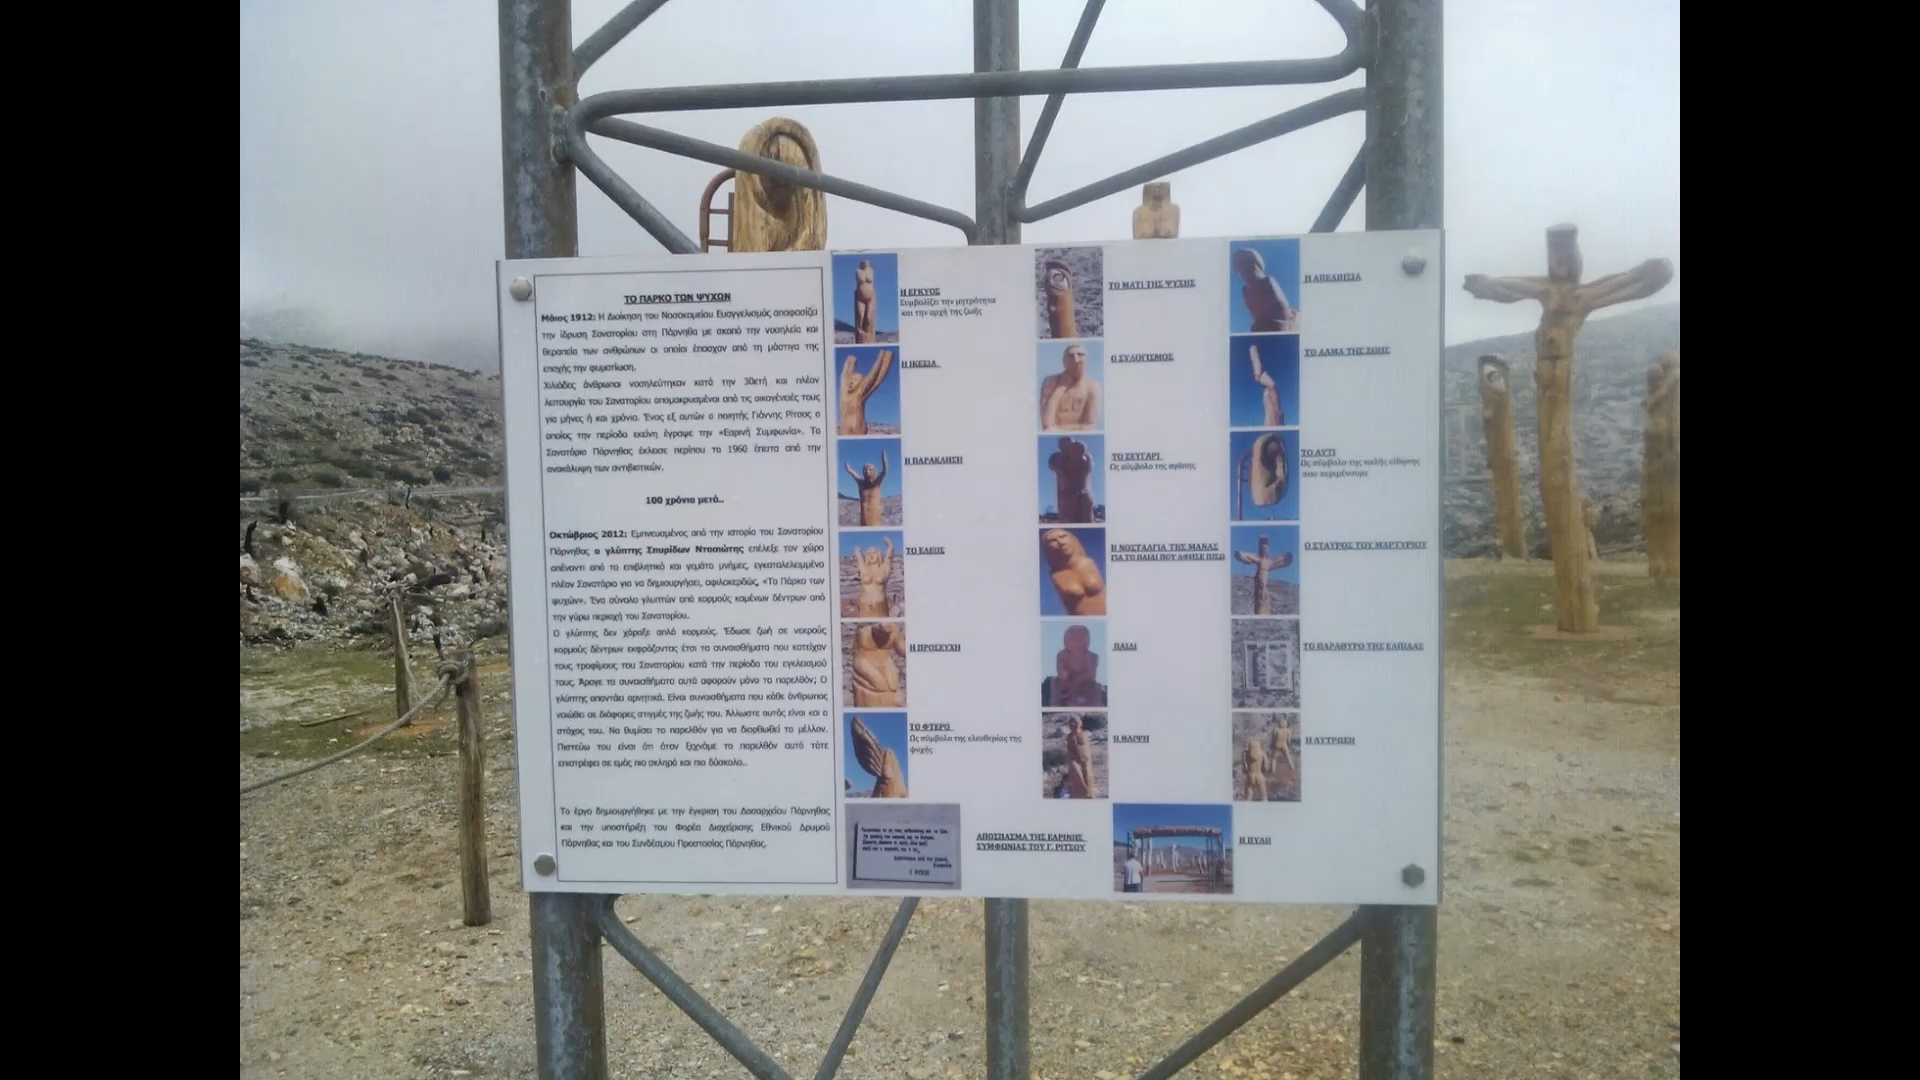 ΤΟ ΠΑΡΚΟ ΤΩΝ ΨΥΧΩΝ
Μάιος 1912: Η Διοίκηση του Νοσοκομείου Ευαγγελισμός αποφασίζει
την ίδρυση Σανατορίου στη Πάρνηθα με σκοπό την νοσηλεία και
θεραπεία των ανθρώπων οι οποίοι έπασχαν από τη μάστιγα της
εποχής την φυματίωση.
Χιλιάδες άνθρωποι νοσηλεύτηκαν κατά την 30ετή και πλέον
λειτουργία του Σανατορίου απομακρυσμένοι από τις οικογένειές τους
για μήνες ή και χρόνια. Ένας εξ αυτών ο ποιητής Γιάννης Ρίτσος ο
οποίος την περίοδο εκείνη έγραψε την «Εαρινή Συμφωνία». Το
Σανατόριο Πάρνηθας έκλεισε περίπου το 1960 έπειτα από την
ανακάλυψη των αντιβιοτικών.
100 χρόνια μετά..
Οκτώβριος 2012: Εμπνευσμένος από την ιστορία του Σανατορίου
Πάρνηθας ο γλύπτης Σπυρίδων Ντασιώτης επέλεξε τον χώρο
απέναντι από το επιβλητικό και γεμάτο μνήμες, εγκαταλελειμμένο
πλέον Σανατόριο για να δημιουργήσει, αφιλοκερδώς, «Το Πάρκο των
ψυχών». Ένα σύνολο γλυπτών από κορμούς καμένων δέντρων από
την γύρω περιοχή του Σανατορίου.
Ο γλύπτης δεν χάραξε απλά κορμούς. Έδωσε ζωή σε νεκρούς
κορμούς δέντρων εκφράζοντας έτσι τα συναισθήματα που κατείχαν
τους τροφίμους του Σανατορίου κατά την περίοδο του εγκλεισμού
τους. Άραγε τα συναισθήματα αυτά αφορούν μόνο το παρελθόν; Ο
γλύπτης απαντάει αρνητικά. Είναι συναισθήματα που κάθε άνθρωπος
νοιώθει σε διάφορες στιγμές της ζωής του. Άλλωστε αυτός είναι και ο
στόχος του. Να θυμίσει το παρελθόν για να διορθωθεί το μέλλον.
Πιστεύω του είναι ότι όταν ξεχνάμε το παρελθόν αυτό τότε
επιστρέφει σε εμάς πιο σκληρό και πιο δύσκολο..
Το έργο δημιουργήθηκε με την έγκριση του Δασαρχείου Πάρνηθας
και την υποστήριξη του Φορέα Διαχείρισης Εθνικού Δρυμού
Πάρνηθας και του Συνδέσμου Προστασίας Πάρνηθας.
Η ΕΓΚΥΟΣ
Συμβολίζει την μητρότητα
και την αρχή της ζωής
Η ΙΚΕΣΙΑ
Η ΠΑΡΑΚΛΗΣΗ
ΤΟ ΕΛΕΟΣ
Η ΠΡΟΣΕΥΧΗ
ΤΟ ΦΤΕΡΟ
Ως σύμβολο της ελευθερίας της
ψυχής
ΤΟ ΜΑΤΙ ΤΗΣ ΨΥΧΗΣ
Ο ΣΥΛΟΓΙΣΜΟΣ
ΤΟ ΖΕΥΓΑΡΙ
Ως σύμβολο της αγάπης
Η ΝΟΣΤΑΛΓΙΑ ΤΗΣ ΜΑΝΑΣ
ΓΙΑ ΤΟ ΠΑΙΔΙ ΠΟΥ ΑΦΗΣΕ ΠΙΣΩ
ΠΑΙΔΙ
Η ΘΛΙΨΗ
Η ΑΠΕΛΠΙΣΙΑ
ΤΟ ΑΛΜΑ ΤΗΣ ΖΩΗΣ
ΤΟ ΑΥΤΙ
Ως σύμβολο της καλής είδησης
που περιμένουμε
Ο ΣΤΑΥΡΟΣ ΤΟΥ ΜΑΡΤΥΡΙΟΥ
ΤΟ ΠΑΡΑΘΥΡΟ ΤΗΣ ΕΛΠΙΔΑΣ
Η ΛΥΤΡΩΣΗ
ΑΠΟΣΠΑΣΜΑ ΤΗΣ ΕΑΡΙΝΗΣ
ΣΥΜΦΩΝΙΑΣ ΤΟΥ Γ. ΡΙΤΣΟΥ
Η ΠΥΛΗ